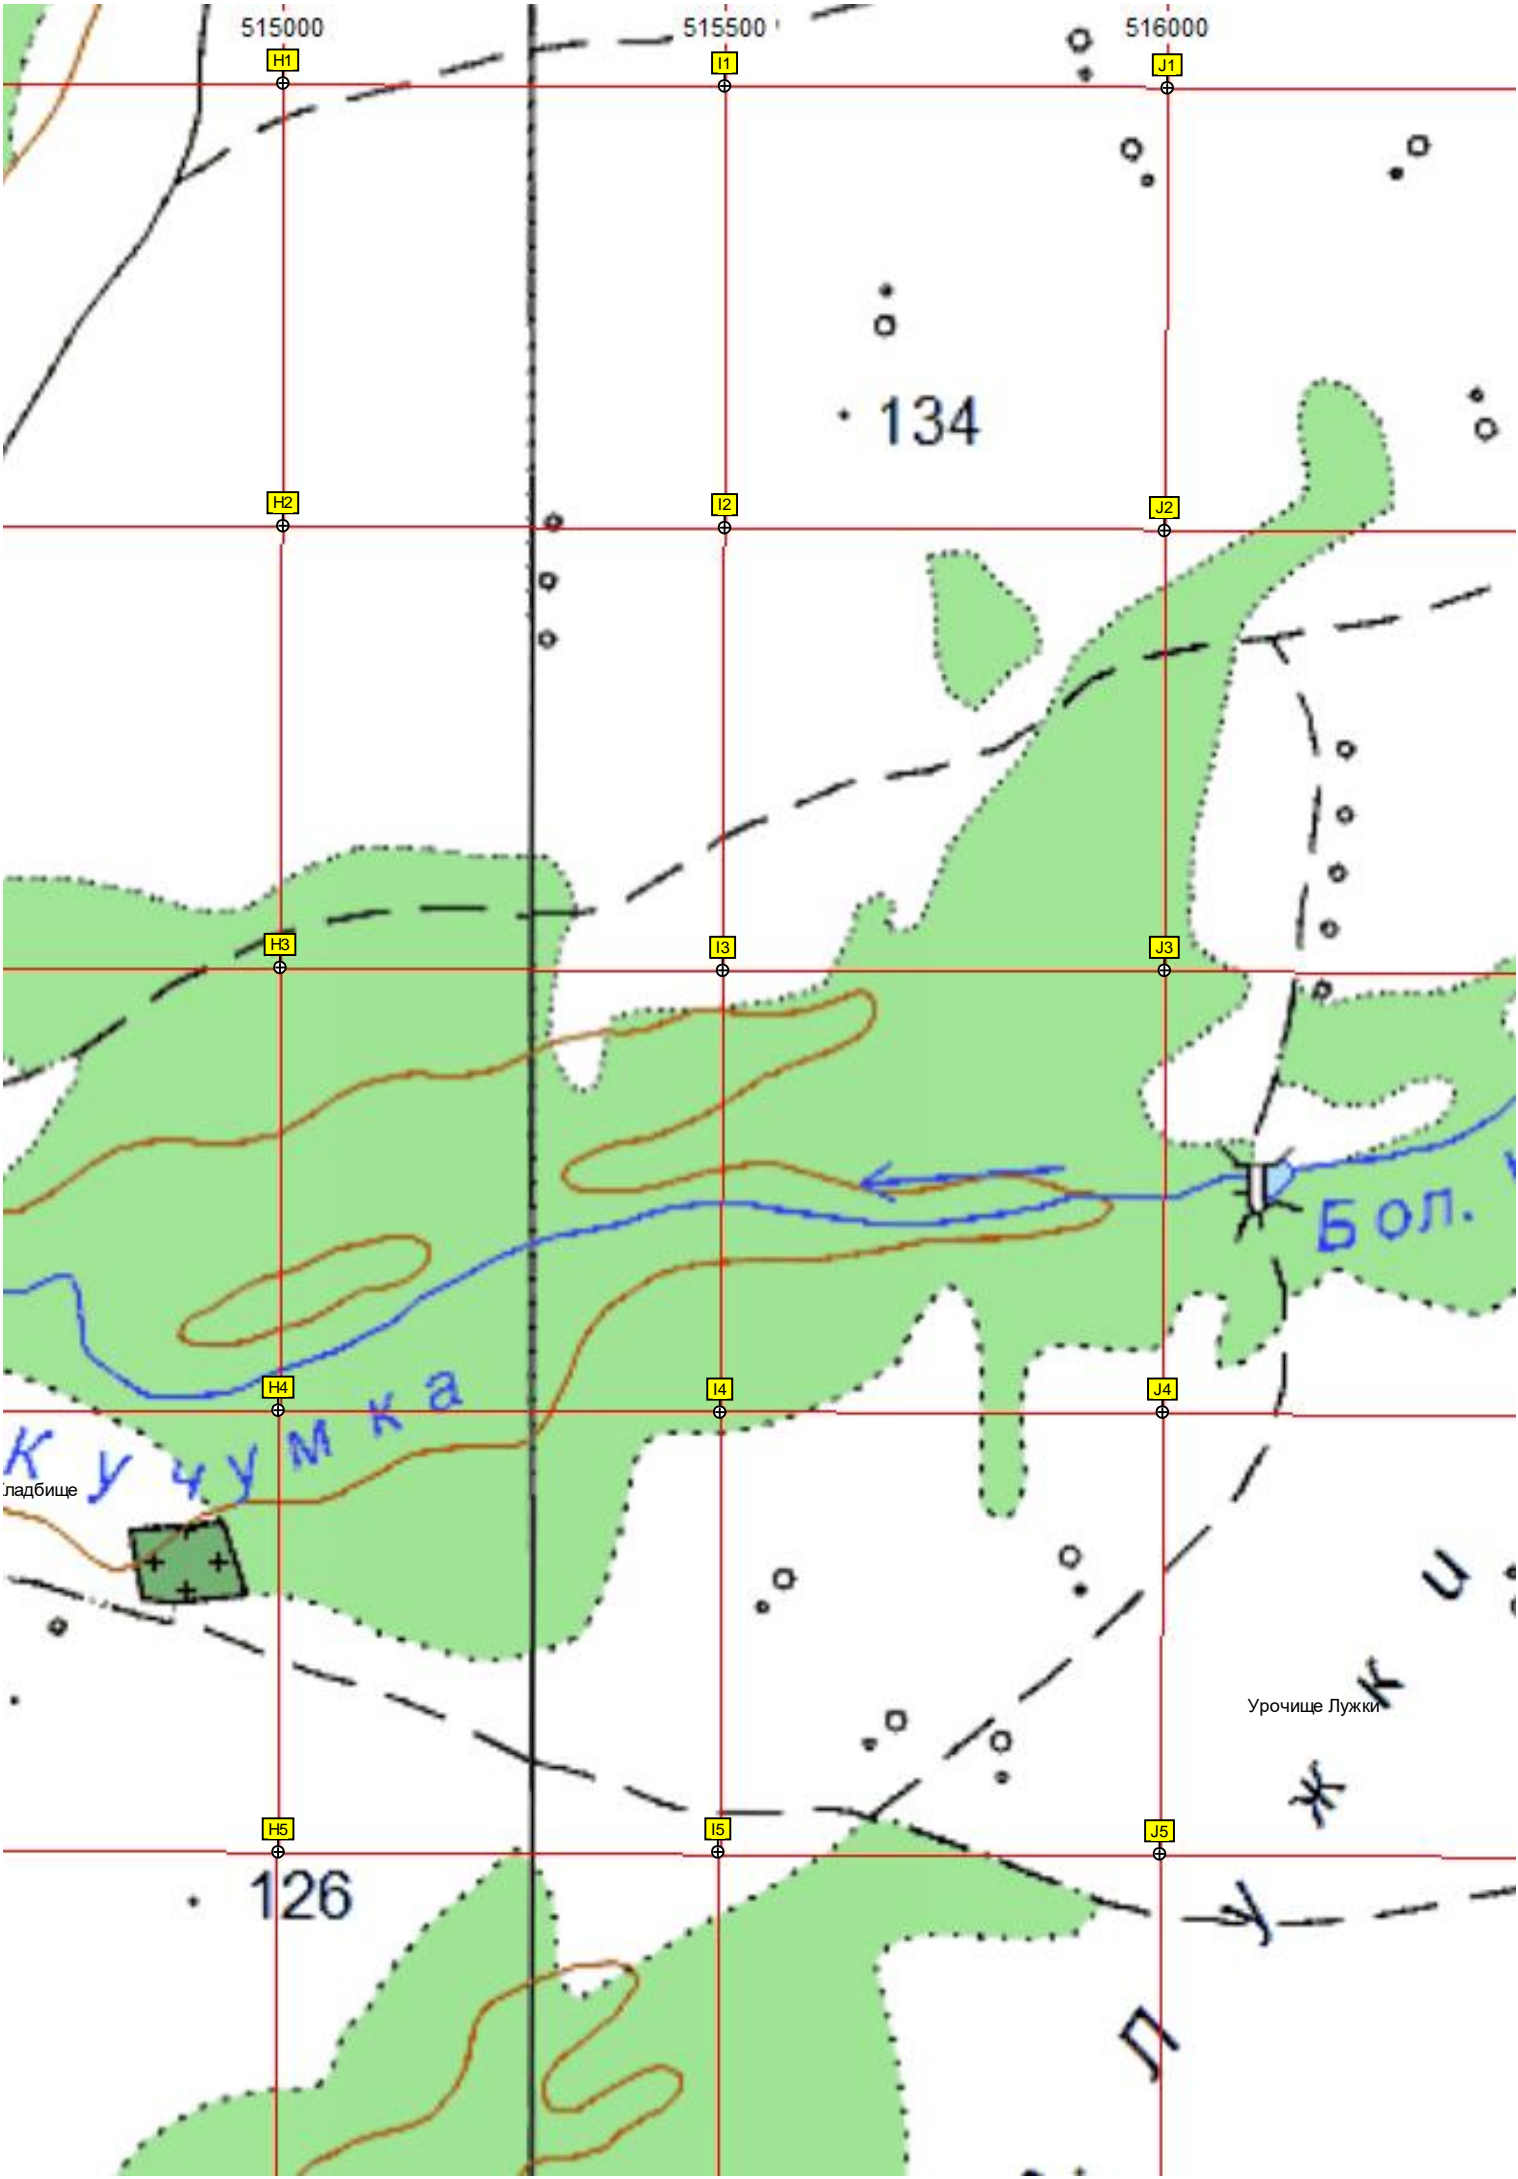 515000 515500 516000
H1 I1 J1
134
H2 I2 J2
H3 I3 J3
Бол.
H4 I4 J4
Кучумка
ладбище
и
к
Урочище Лужки
ж
H5 I5 J5
126
у
Л